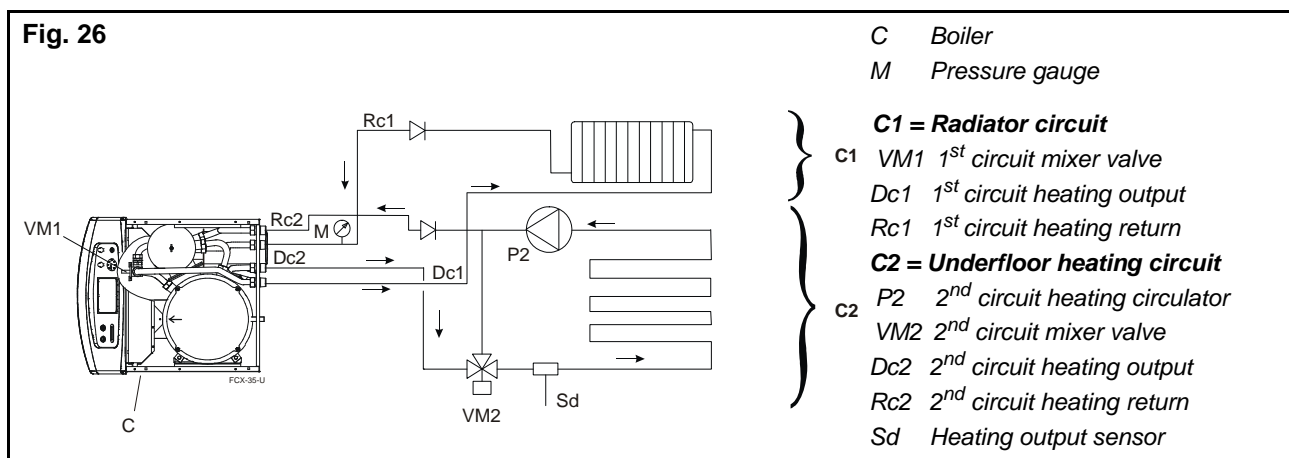 Fig. 26
Rc1
VM1
Rc2
M
Dc2
Dc1
P2
FCX-35-U
C
VM2
Sd
C Boiler
M Pressure gauge
C1 = Radiator circuit
C1
VM1 1st circuit mixer valve
Dc1 1st circuit heating output
Rc1 1st circuit heating return
C2 = Underfloor heating circuit
P2 2nd circuit heating circulator
C2
VM2 2nd circuit mixer valve
Dc2 2nd circuit heating output
Rc2 2nd circuit heating return
Sd Heating output sensor